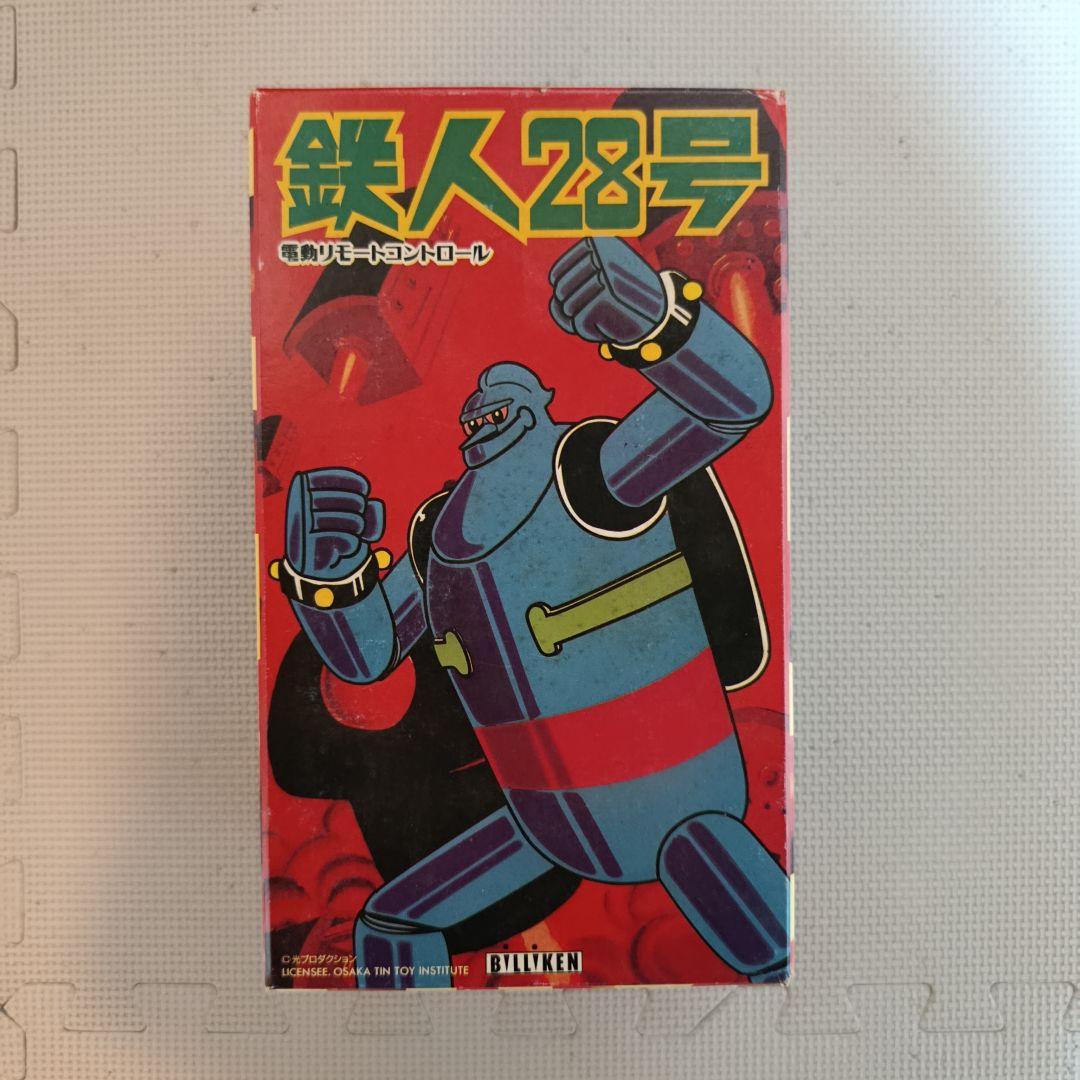 鉄人28号
電動リモートコントロール
©光プロダクション
LICENSEE. OSAKA TIN TOY INSTITUTE
BILLIKEN